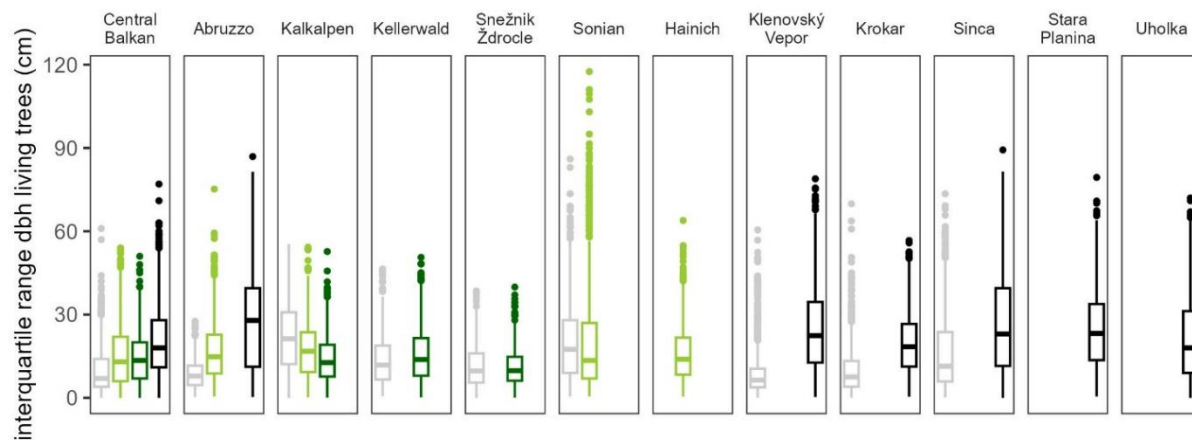 Central Balkan
Abruzzo
Kalkalpen
Kellerwald
Snežnik Ždrocle
Sonian
Hainich
Klenovský Vepor
Krokar
Sinca
Stara Planina
Uholka
interquartile range dbh living trees (cm)
120
90
60
30
0